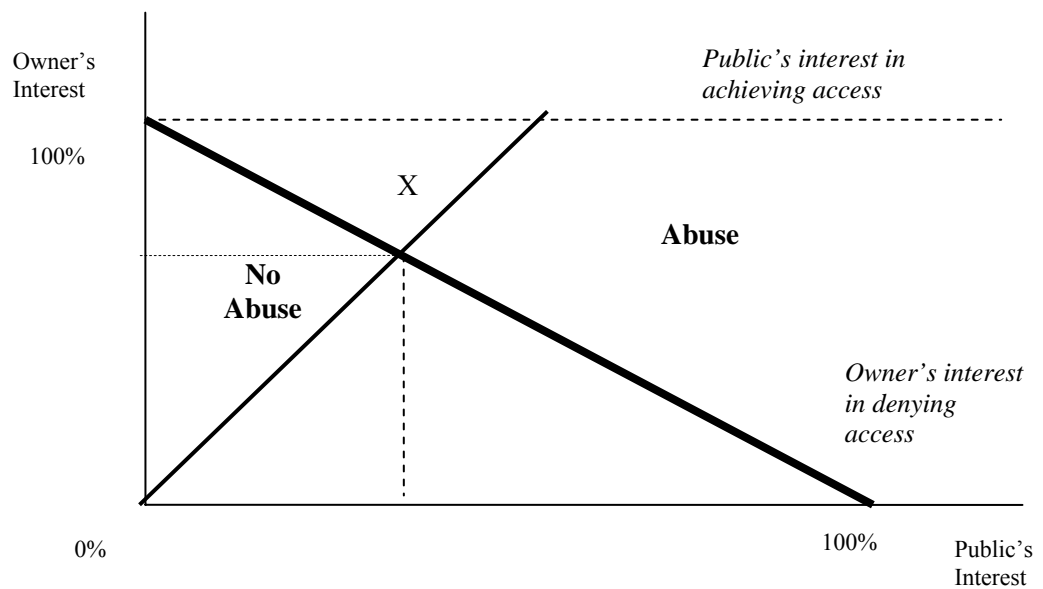 Owner’s
Interest
Public’s interest in
achieving access
100%
X
Abuse
No
Abuse
Owner’s interest
in denying
access
0%
100%
Public’s
Interest